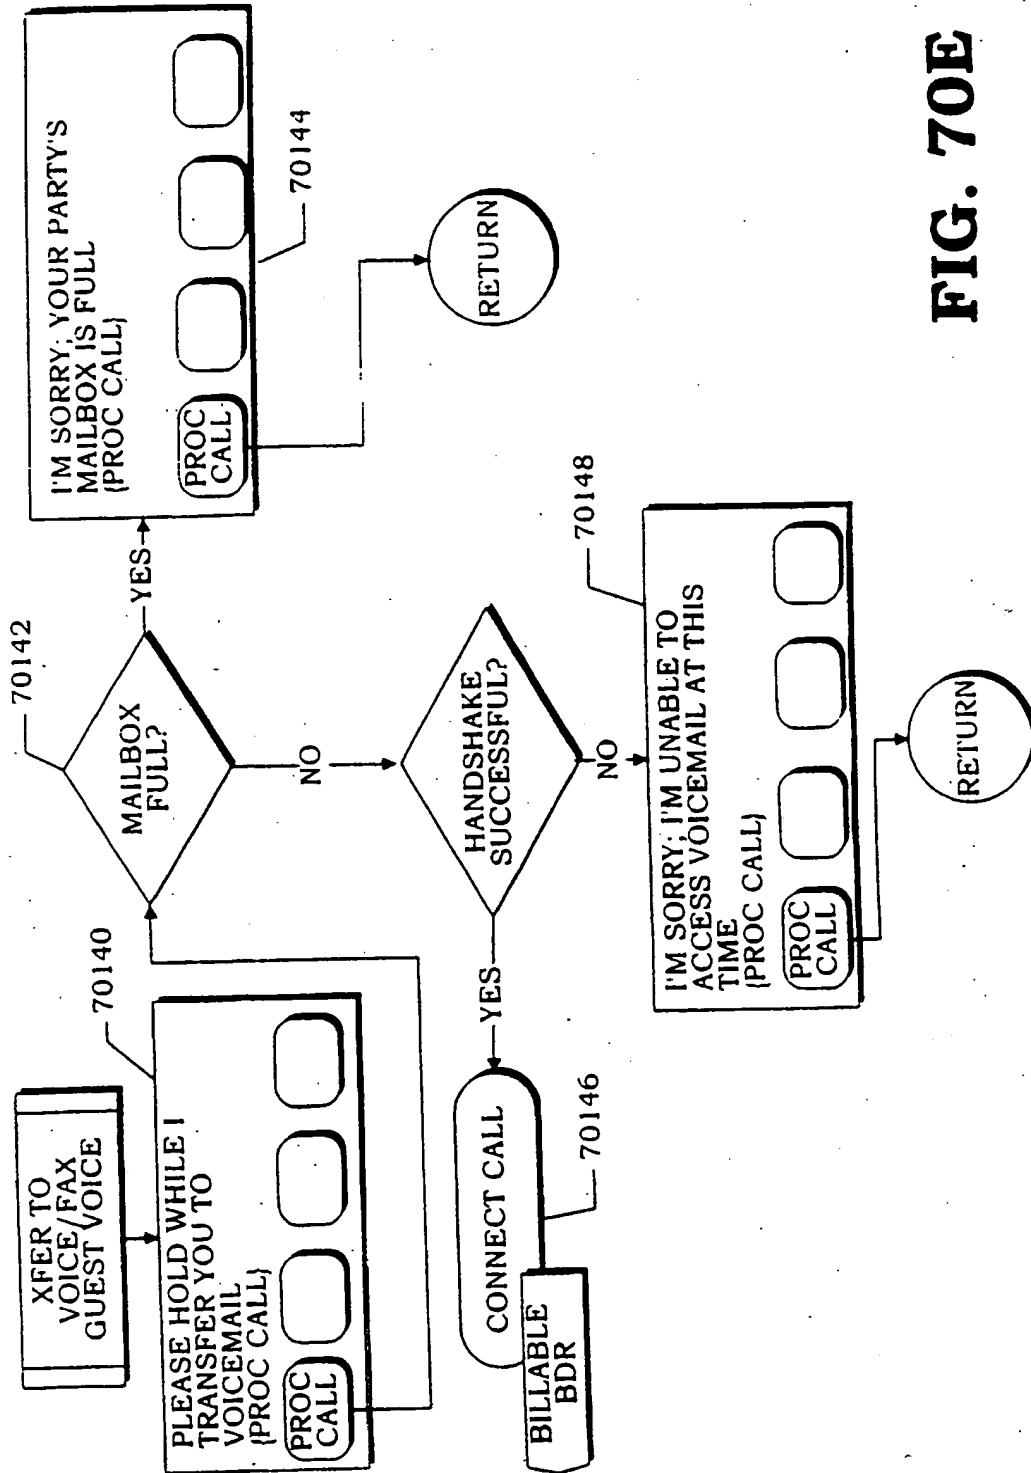 XFER TO
VOICE/FAX
GUEST VOICE
70140
PLEASE HOLD WHILE I
TRANSFER YOU TO
VOICEMAIL
{PROC CALL}
PROC
CALL
70142
MAILBOX
FULL?
YES
I'M SORRY; YOUR PARTY'S
MAILBOX IS FULL
{PROC CALL}
PROC
CALL
70144
RETURN
NO
HANDSHAKE
SUCCESSFUL?
YES
CONNECT CALL
70146
BILLABLE
BDR
NO
70148
I'M SORRY; I'M UNABLE TO
ACCESS VOICEMAIL AT THIS
TIME
{PROC CALL}
PROC
CALL
RETURN
FIG. 70E